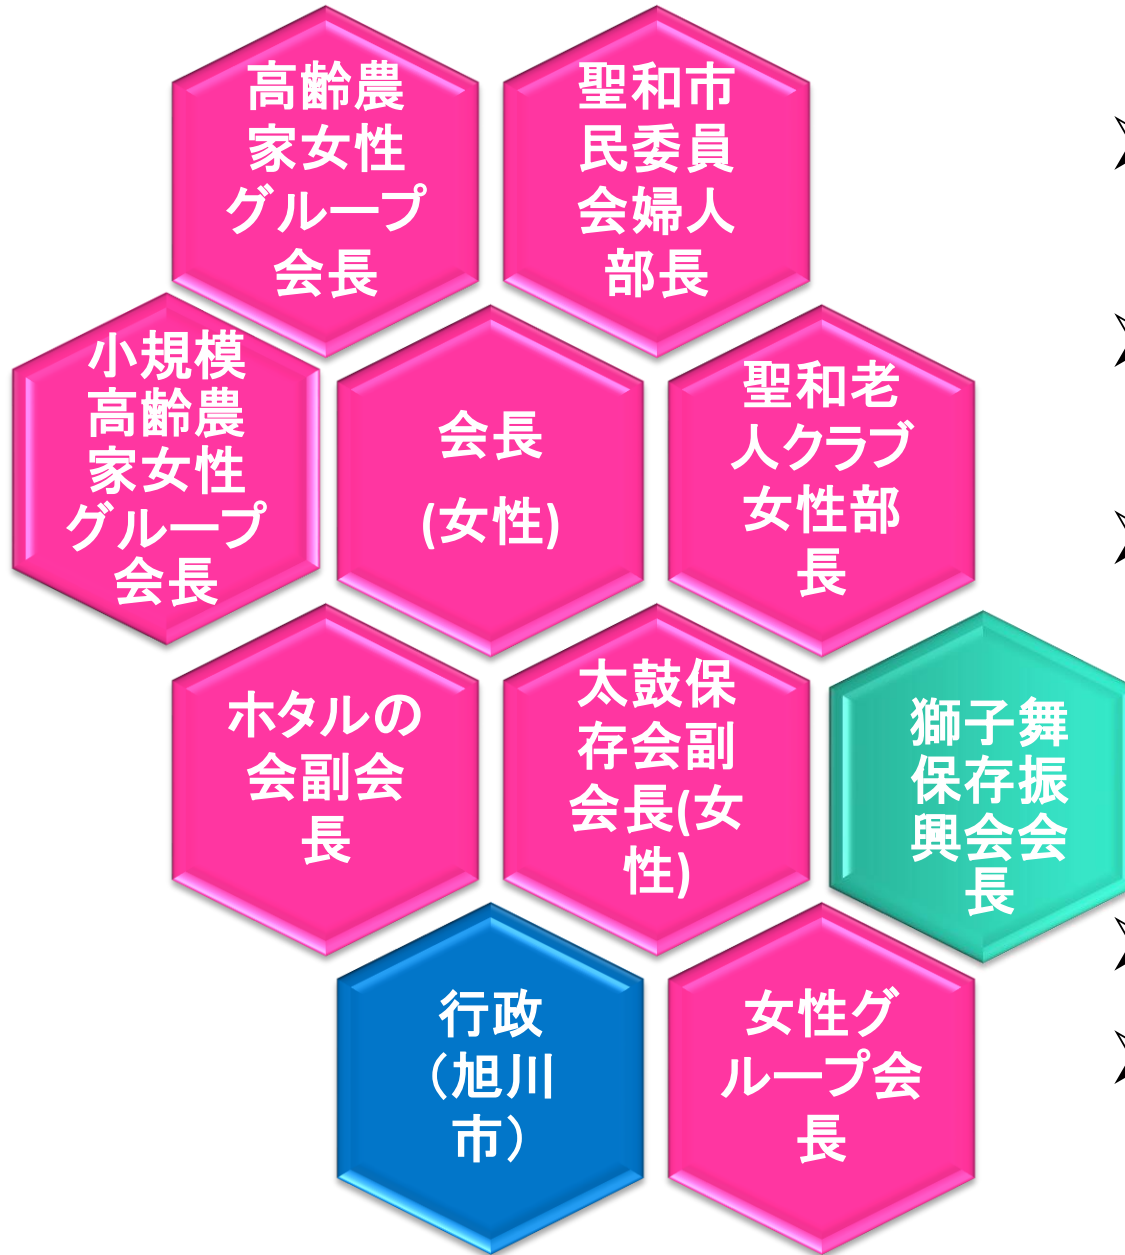 高齢農
家女性
グループ
会長
聖和市
民委員
会婦人
部長
小規模
高齢農
家女性
グループ
会長
会長
(女性)
聖和老
人クラブ
女性部
長
ホタルの
会副会
長
太鼓保
存会副
会長(女
性)
獅子舞
保存振
興会会
長
行政
（旭川
市）
女性グ
ループ会
長